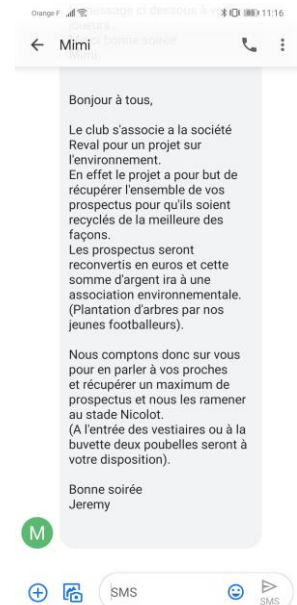 Orange F 11:16
Mimi
Bonjour à tous,
Le club s'associe a la société
Reval pour un projet sur
l'environnement.
En effet le projet a pour but de
récupérer l'ensemble de vos
prospectus pour qu'ils soient
recyclés de la meilleure des
façons.
Les prospectus seront
reconvertis en euros et cette
somme d'argent ira à une
association environnementale.
(Plantation d'arbres par nos
jeunes footballeurs).
Nous comptons donc sur vous
pour en parler à vos proches
et récupérer un maximum de
prospectus et nous les ramener
au stade Nicolot.
(A l'entrée des vestiaires ou à la
buvette deux poubelles seront à
votre disposition).
Bonne soirée
Jeremy
M
SMS
SMS